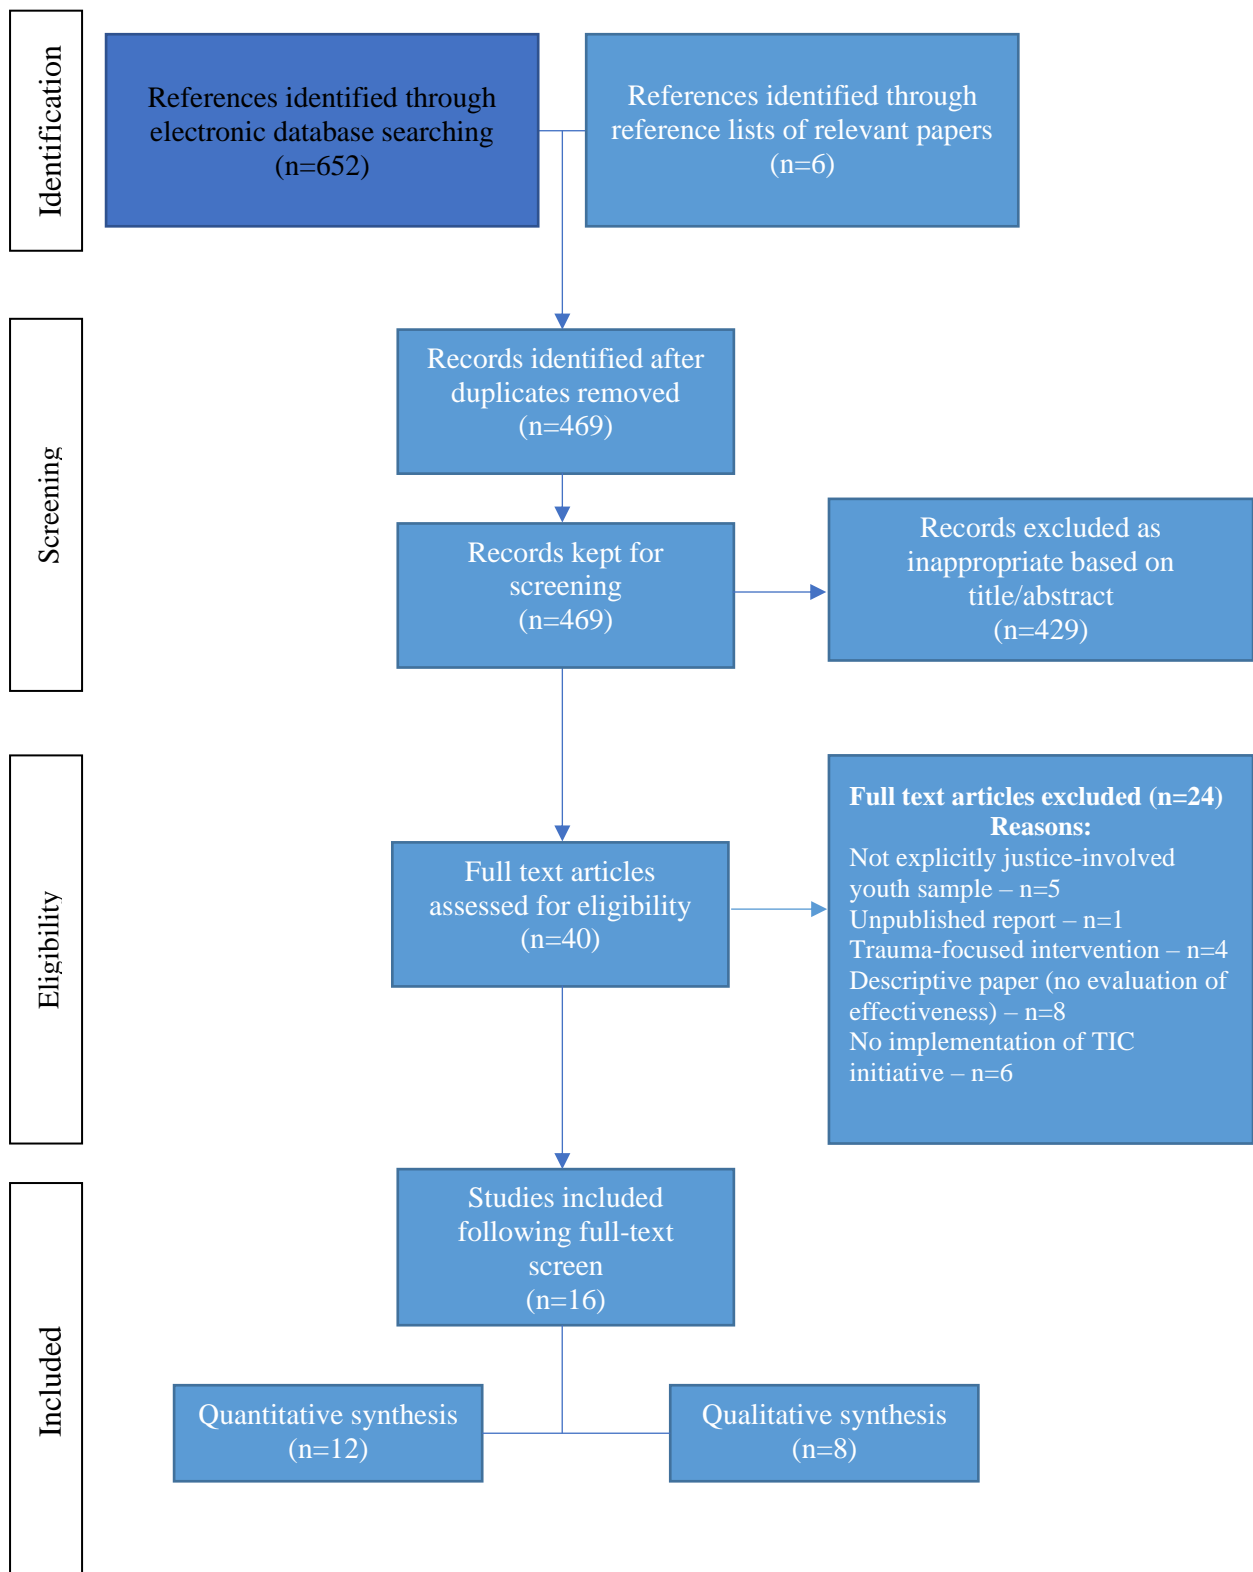 Identification
References identified through
electronic database searching
(n=652)
References identified through
reference lists of relevant papers
(n=6)
Screening
Records identified after
duplicates removed
(n=469)
Records kept for
screening
(n=469)
Records excluded as
inappropriate based on
title/abstract
(n=429)
Eligibility
Full text articles
assessed for eligibility
(n=40)
Full text articles excluded (n=24)
Reasons:
Not explicitly justice-involved
youth sample – n=5
Unpublished report – n=1
Trauma-focused intervention – n=4
Descriptive paper (no evaluation of
effectiveness) – n=8
No implementation of TIC
initiative – n=6
Included
Studies included
following full-text
screen
(n=16)
Quantitative synthesis
(n=12)
Qualitative synthesis
(n=8)